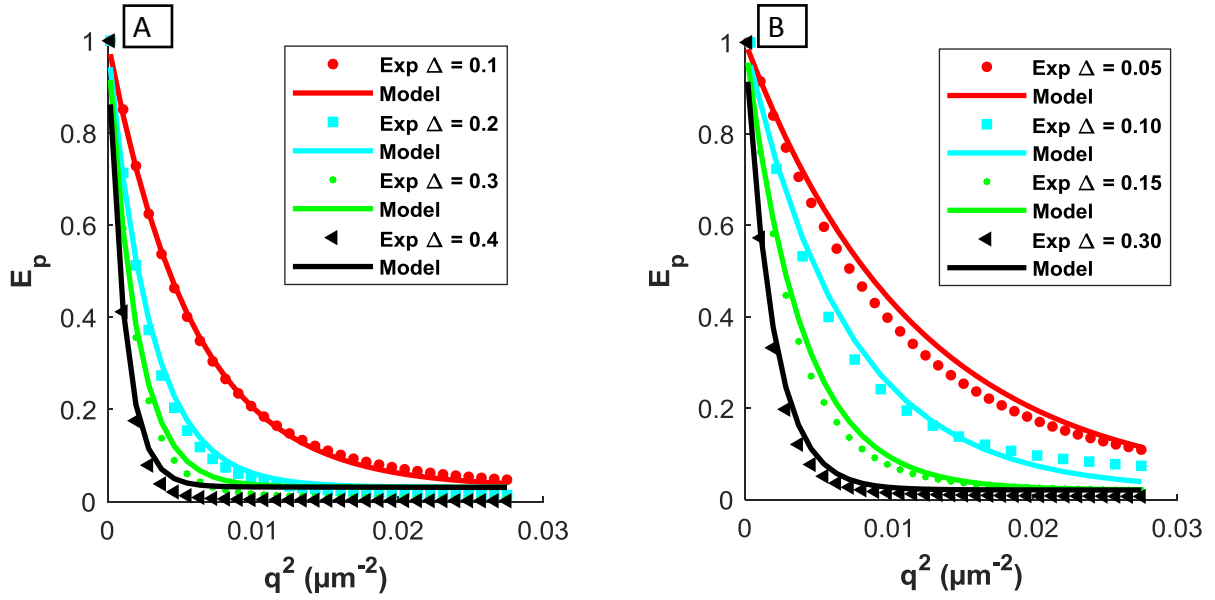 A
1
0.8
0.6
0.4
0.2
0
E_p
0
0.01
0.02
0.03
q² (µm⁻²)
Exp Δ = 0.1
Model
Exp Δ = 0.2
Model
Exp Δ = 0.3
Model
Exp Δ = 0.4
Model
B
1
0.8
0.6
0.4
0.2
0
E_p
0
0.01
0.02
0.03
q² (µm⁻²)
Exp Δ = 0.05
Model
Exp Δ = 0.10
Model
Exp Δ = 0.15
Model
Exp Δ = 0.30
Model